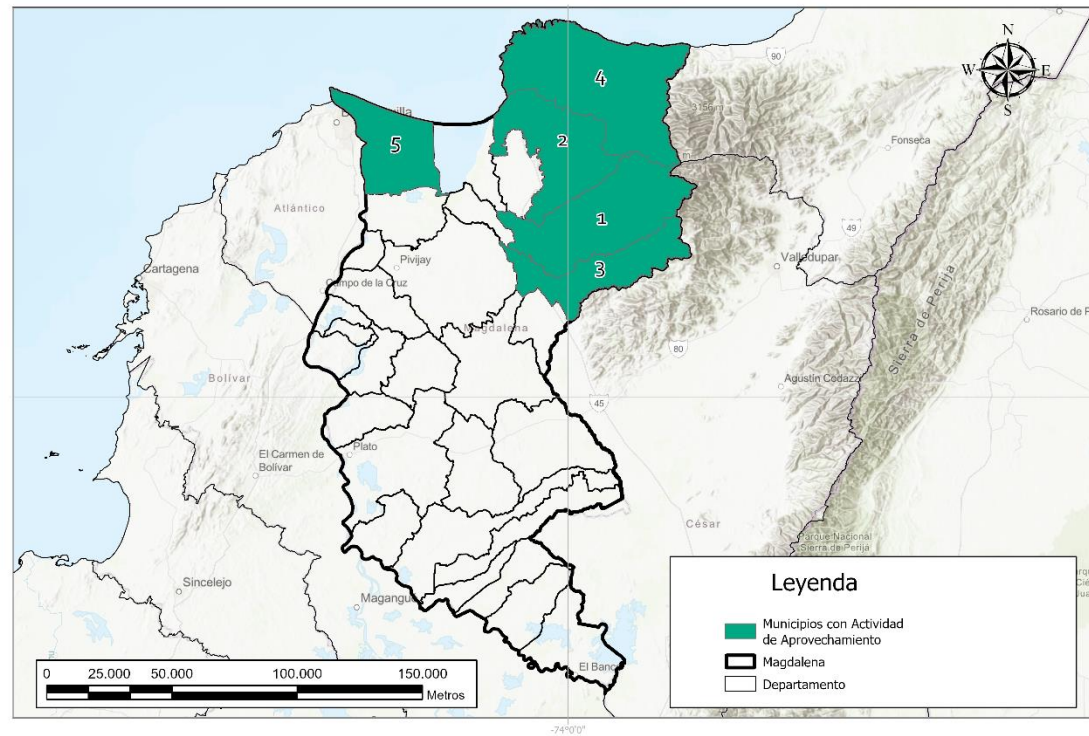 N
W E
S
90
4
3156 m
Fonseca
5
2
Atlántico
1
49
Cartagena
Pivijay
3
Valledupar
Campo de la Cruz
Magdalena
Rosario de P
80
Sierra de Perijá
Bolívar
Agustín Codazz
45
El Carmen de
Bolívar
Plato
César
Parque Nacional
Sierra de Perijá
Sincelejo
Magangué
El Banco
Leyenda
Municipios con Actividad
de Aprovechamiento
Magdalena
Departamento
0 25.000 50.000 100.000 150.000
Metros
-74°0'0"